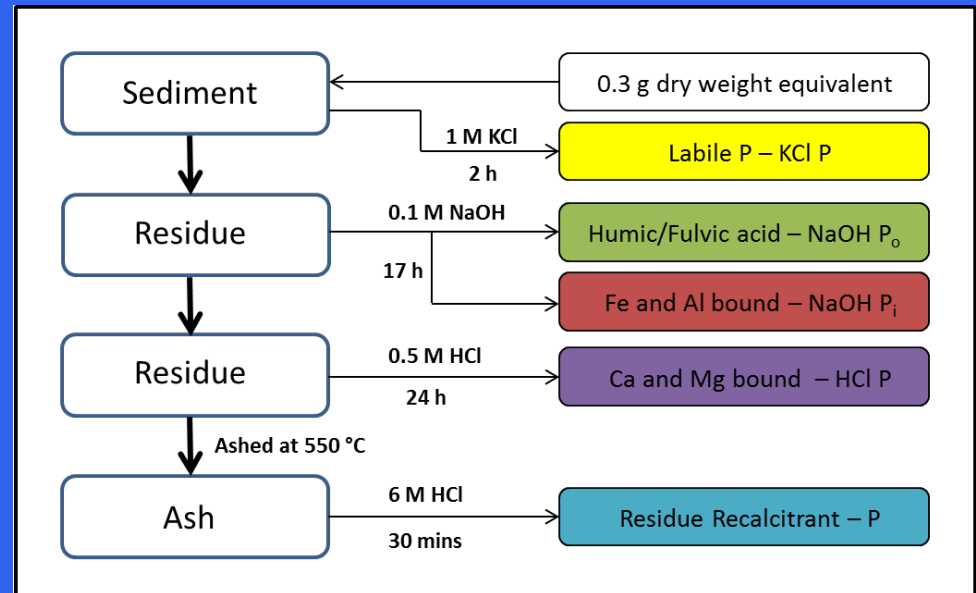 Sediment
0.3 g dry weight equivalent
1 M KCl
2 h
Labile P – KCl P
Residue
0.1 M NaOH
17 h
Humic/Fulvic acid – NaOH Pₒ
Fe and Al bound – NaOH Pᵢ
Residue
0.5 M HCl
24 h
Ca and Mg bound – HCl P
Ashed at 550 °C
Ash
6 M HCl
30 mins
Residue Recalcitrant – P